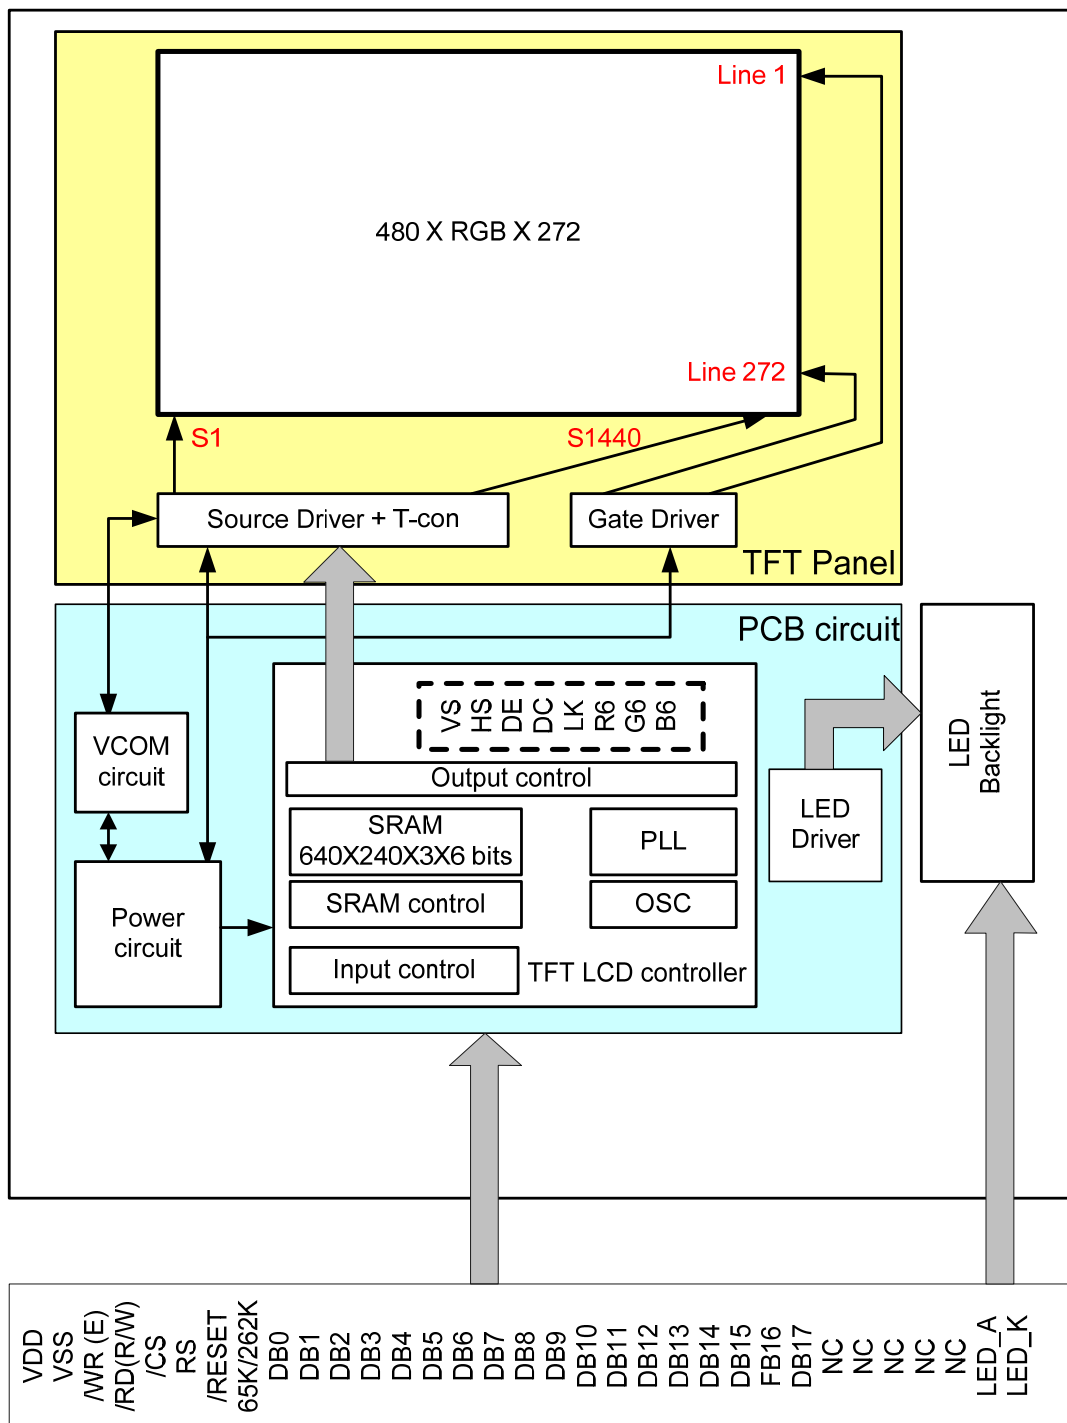 Line 1
480 X RGB X 272
Line 272
S1
S1440
Source Driver + T-con
Gate Driver
TFT Panel
PCB circuit
VS
HS
DE
DC
LK
R6
G6
B6
VCOM
circuit
Output control
LED
Backlight
SRAM
640X240X3X6 bits
PLL
LED
Driver
SRAM control
OSC
Power
circuit
Input control
TFT LCD controller
VDD
VSS
/WR (E)
/RD(R/W)
/CS
RS
/RESET
65K/262K
DB0
DB1
DB2
DB3
DB4
DB5
DB6
DB7
DB8
DB9
DB10
DB11
DB12
DB13
DB14
DB15
FB16
DB17
NC
NC
NC
NC
NC
LED_A
LED_K